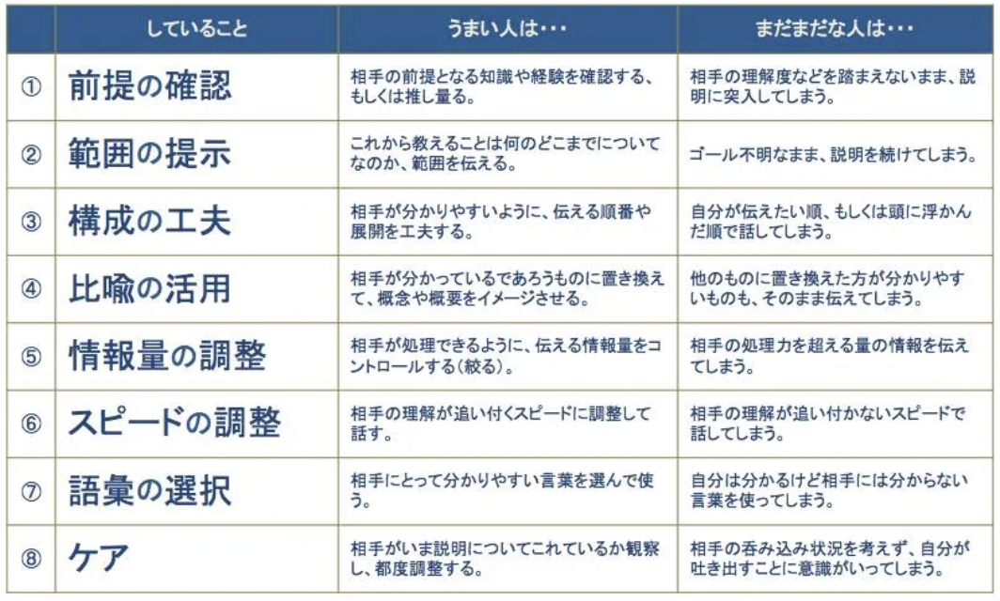 していること
うまい人は・・・
まだまだな人は・・・
①
前提の確認
相手の前提となる知識や経験を確認する、
もしくは推し量る。
相手の理解度などを踏まえないまま、説
明に突入してしまう。
②
範囲の提示
これから教えることは何のどこまでについて
なのか、範囲を伝える。
ゴール不明なまま、説明を続けてしまう。
③
構成の工夫
相手が分かりやすいように、伝える順番や
展開を工夫する。
自分が伝えたい順、もしくは頭に浮かん
だ順で話してしまう。
④
比喩の活用
相手が分かっているであろうものに置き換え
て、概念や概要をイメージさせる。
他のものに置き換えた方が分かりやす
いものも、そのまま伝えてしまう。
⑤
情報量の調整
相手が処理できるように、伝える情報量をコ
ントロールする（絞る）。
相手の処理力を超える量の情報を伝え
てしまう。
⑥
スピードの調整
相手の理解が追い付くスピードに調整して
話す。
相手の理解が追い付かないスピードで
話してしまう。
⑦
語彙の選択
相手にとって分かりやすい言葉を選んで使
う。
自分は分かるけど相手には分からない
言葉を使ってしまう。
⑧
ケア
相手がいま説明についてこれているか観察
し、都度調整する。
相手の呑み込み状況を考えず、自分が
吐き出すことに意識がいってしまう。